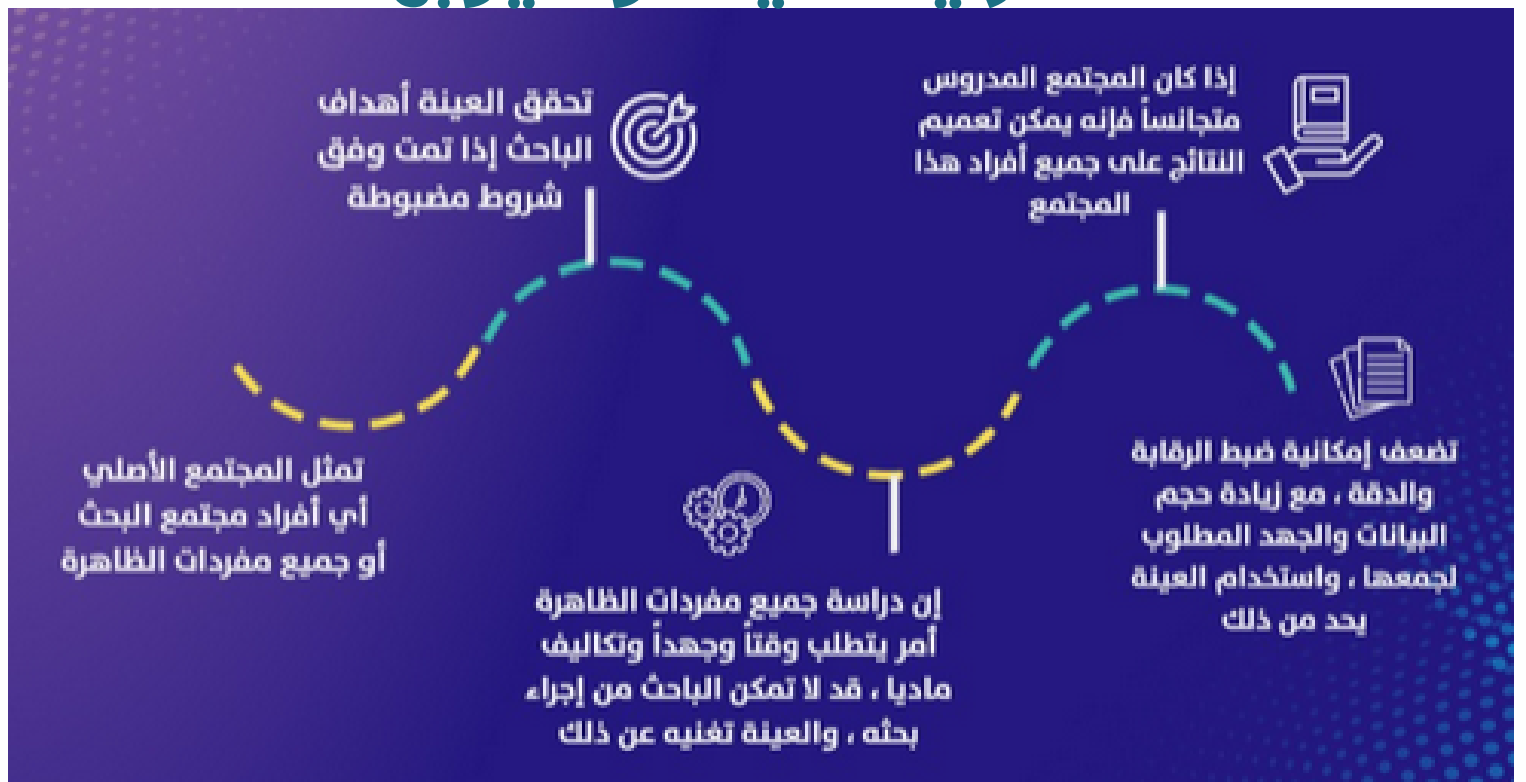 إذا كان المجتمع المدروس
متجانساً فإنه يمكن تعميم
النتائج على جميع أفراد هذا
المجتمع
تحقق العينة أهداف
الباحث إذا تمت وفق
شروط مضبوطة
تضعف إمكانية ضبط الرقابة
والدقة ، مع زيادة حجم
البيانات والجهد المطلوب
لجمعها ، واستخدام العينة
يحد من ذلك
إن دراسة جميع مفردات الظاهرة
أمر يتطلب وقتاً وجهداً وتكاليف
ماديا ، قد لا تمكن الباحث من إجراء
بحثه ، والعينة تغنيه عن ذلك
تمثل المجتمع الأصلي
أي أفراد مجتمع البحث
أو جميع مفردات الظاهرة